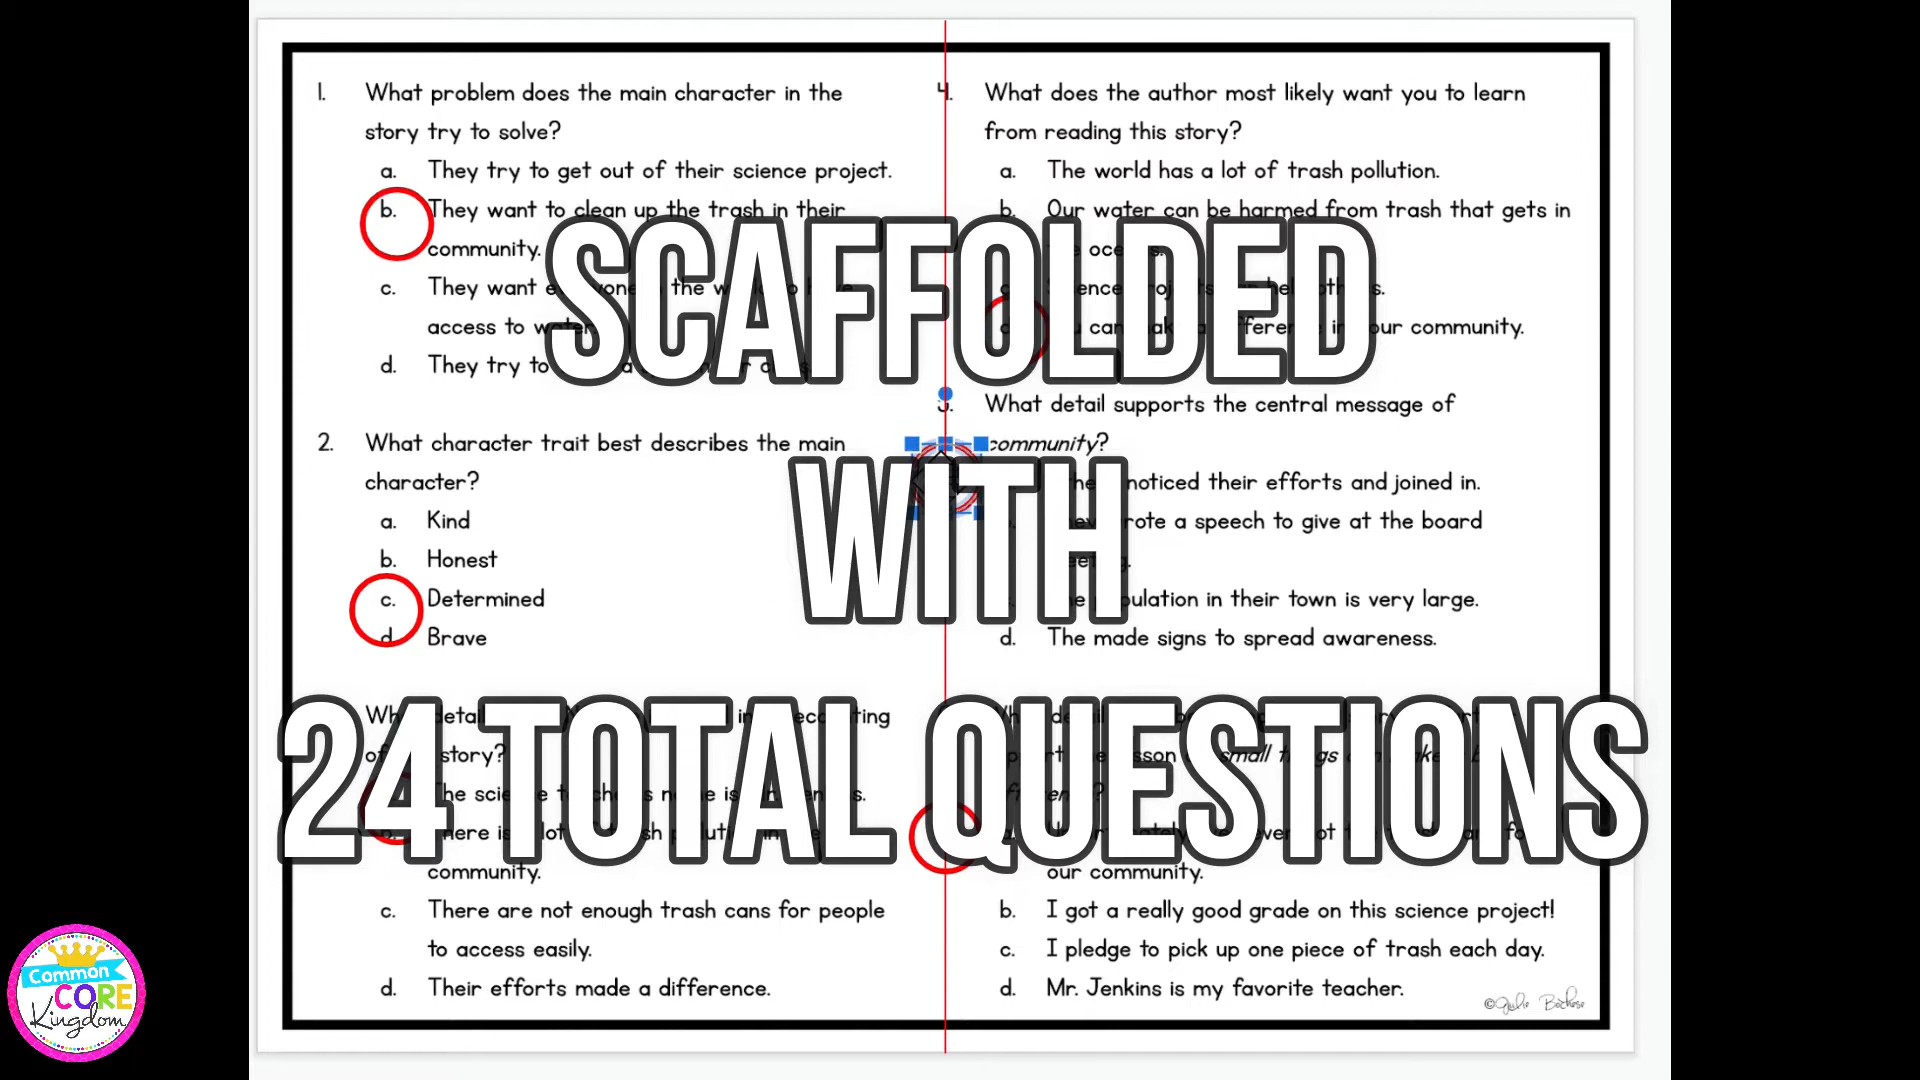 1. What problem does the main character in the
story try to solve?
a. They try to get out of their science project.
b. They want to clean up the trash in their
community.
c. They want the
access to water
d. They try to
2. What character trait best describes the main
character?
a. Kind
b. Honest
c. Determined
d. Brave
story?
is
community.
c. There are not enough trash cans for people
to access easily.
d. Their efforts made a difference.
4. What does the author most likely want you to learn
from reading this story?
a. The world has a lot of trash pollution.
b. Our water can be harmed from trash that gets in
can our community.
What detail supports the central message of
community?
noticed their efforts and joined in.
a speech to give at the board
in their town is very large.
d. The made signs to spread awareness.
small
our community.
b. I got a really good grade on this science project!
c. I pledge to pick up one piece of trash each day.
d. Mr. Jenkins is my favorite teacher.
SCAFFOLDED
WITH
24 TOTAL QUESTIONS
Common
CORE
Kingdom